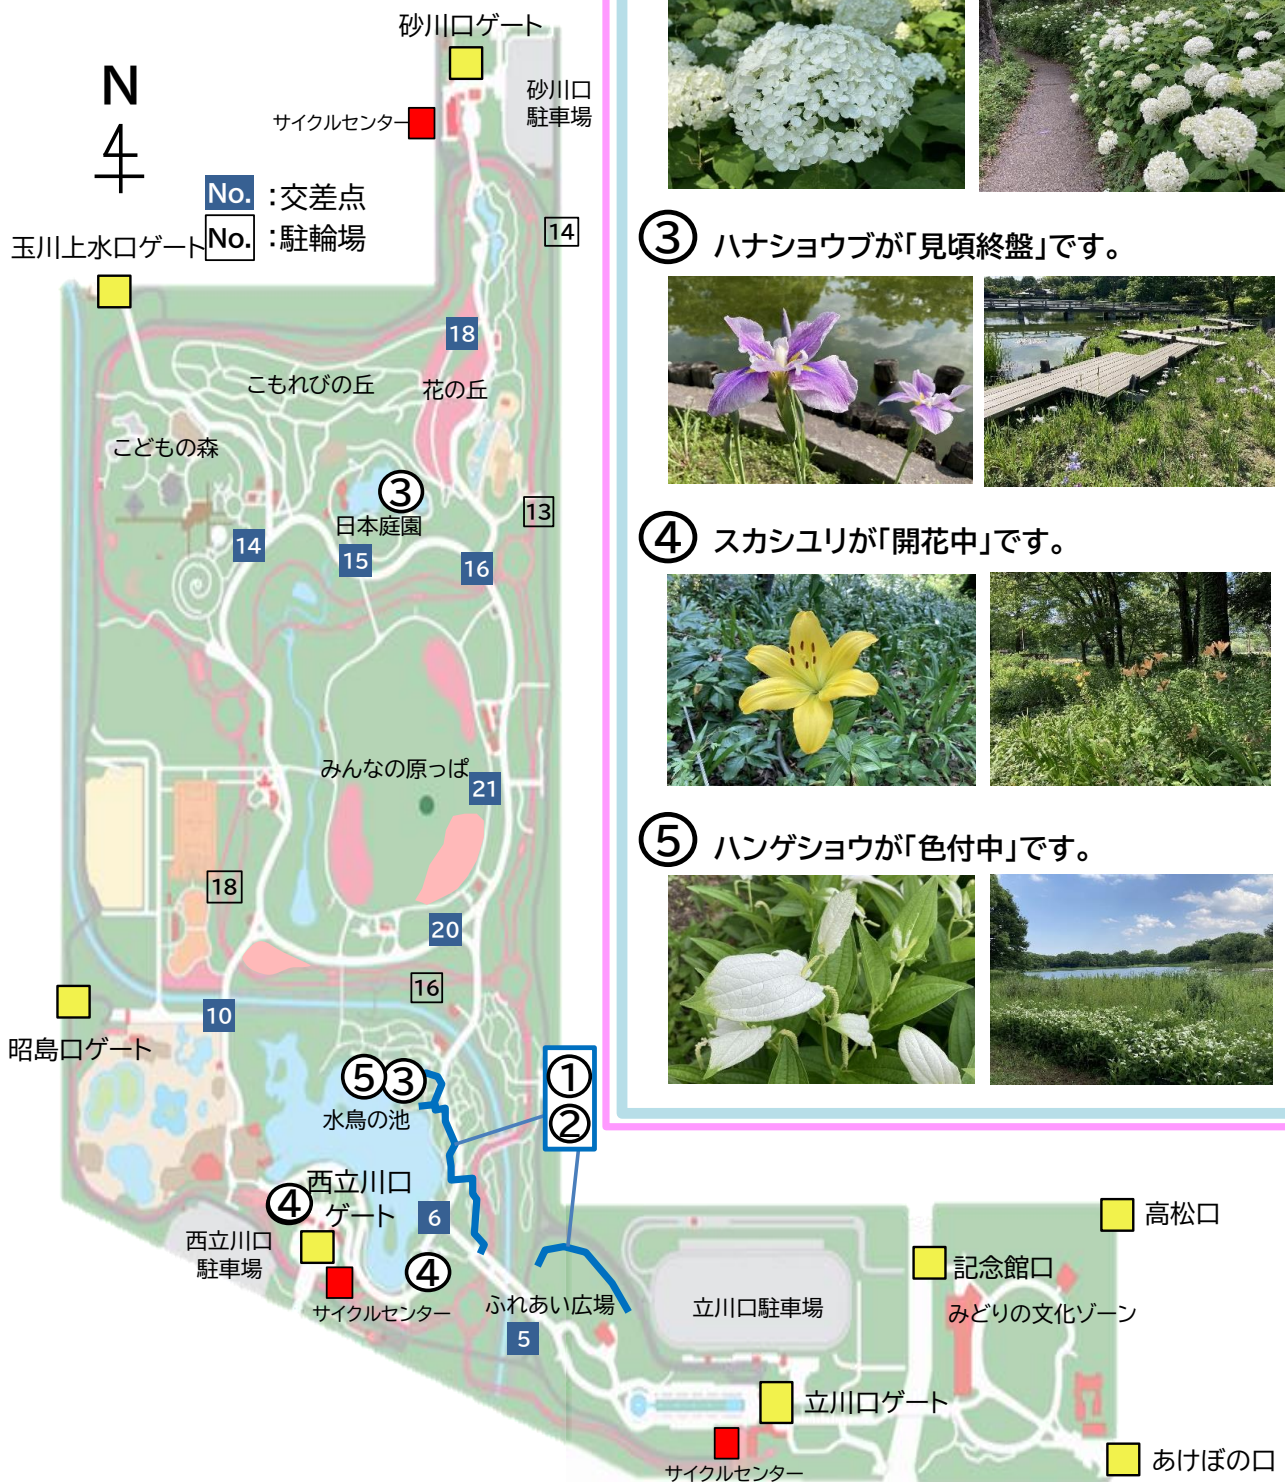 砂川口ゲート
N
砂川口
駐車場
サイクルセンター
No. :交差点
No. :駐輪場
玉川上水口ゲート
14
18
こもれびの丘
花の丘
こどもの森
③
13
日本庭園
14
15
16
みんなの原っぱ
21
18
20
16
10
昭島口ゲート
⑤③
水鳥の池
①
②
西立川口
ゲート
④
6
西立川口
駐車場
④
サイクルセンター
ふれあい広場
5
立川口駐車場
高松口
記念館口
みどりの文化ゾーン
立川口ゲート
サイクルセンター
あけぼの口
③ ハナショウブが「見頃終盤」です。
④ スカシユリが「開花中」です。
⑤ ハンゲショウが「色付中」です。